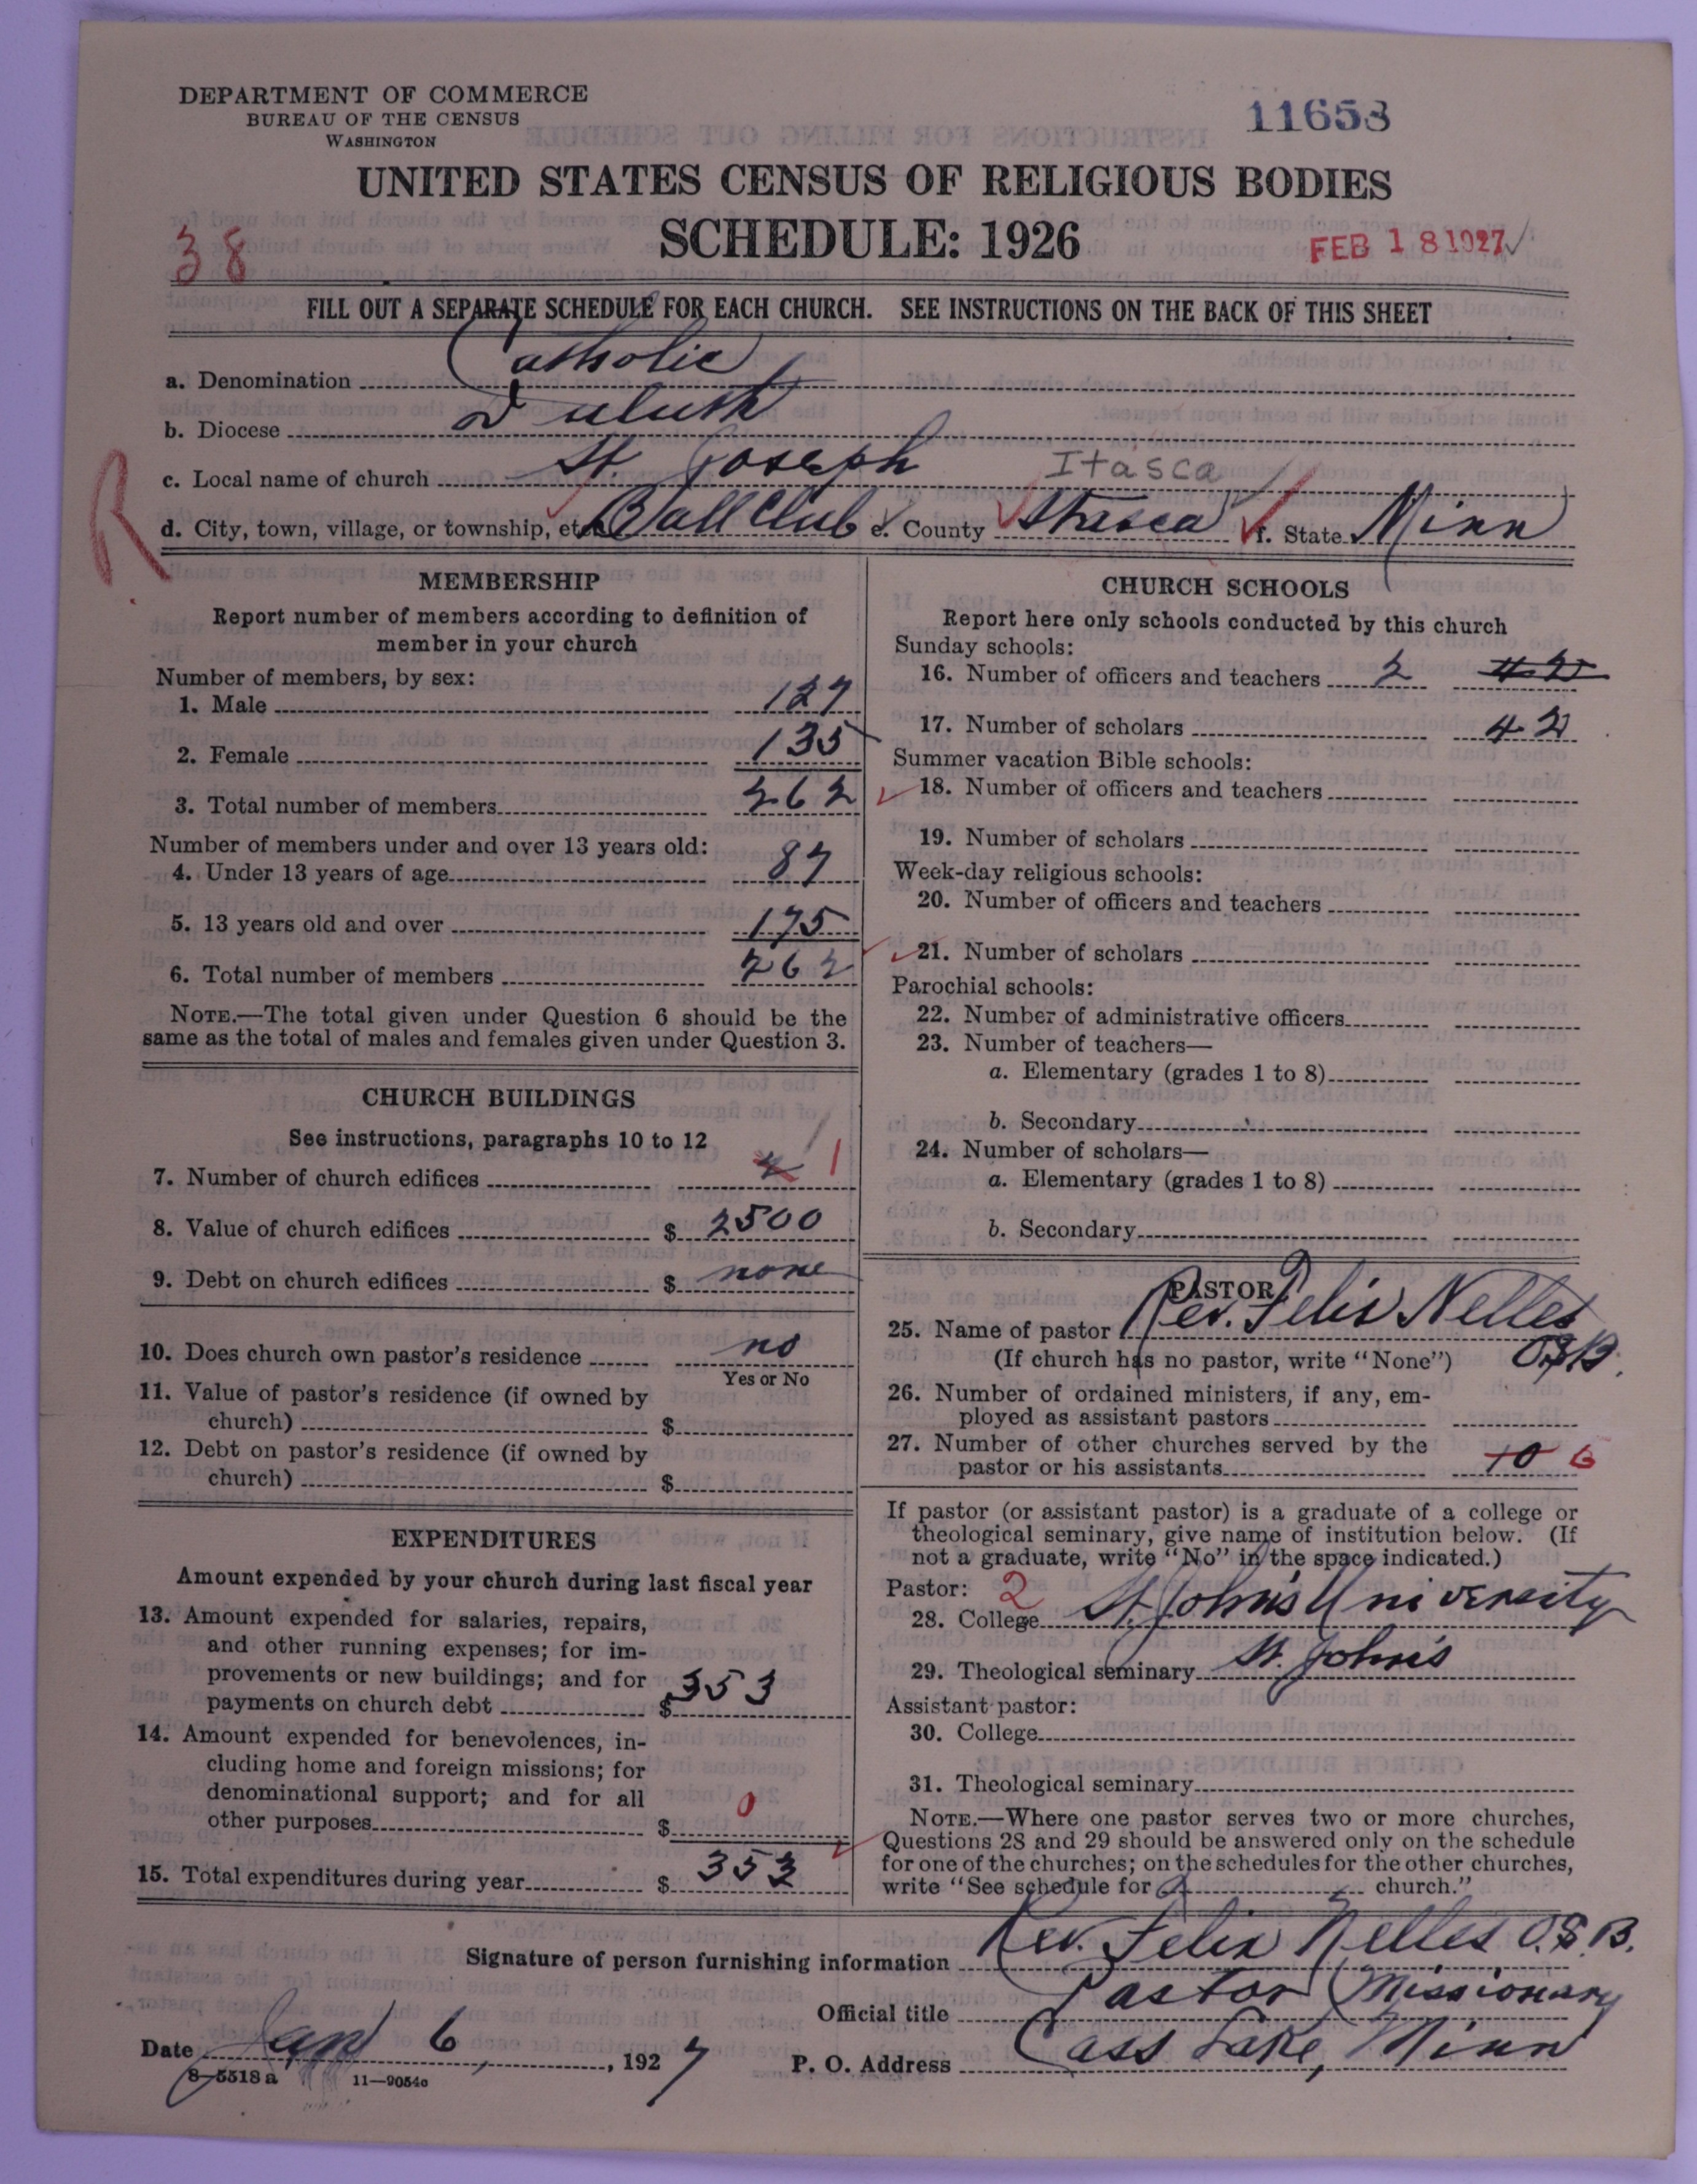 DEPARTMENT OF COMMERCE
BUREAU OF THE CENSUS
WASHINGTON
11658
UNITED STATES CENSUS OF RELIGIOUS BODIES
SCHEDULE: 1926
38
FEB 18 1927
FILL OUT A SEPARATE SCHEDULE FOR EACH CHURCH. SEE INSTRUCTIONS ON THE BACK OF THIS SHEET
a. Denomination Catholic
b. Diocese Duluth
c. Local name of church St. Joseph Itasca
R
d. City, town, village, or township, etc. Ball Club e. County Itasca f. State Minn
MEMBERSHIP
Report number of members according to definition of
member in your church
Number of members, by sex:
1. Male 127
2. Female 135
3. Total number of members 262
Number of members under and over 13 years old:
4. Under 13 years of age 87
5. 13 years old and over 175
6. Total number of members 262
NOTE.—The total given under Question 6 should be the
same as the total of males and females given under Question 3.
CHURCH BUILDINGS
See instructions, paragraphs 10 to 12
7. Number of church edifices 1
8. Value of church edifices $ 2500
9. Debt on church edifices $ none
10. Does church own pastor's residence no
Yes or No
11. Value of pastor's residence (if owned by
church) $
12. Debt on pastor's residence (if owned by
church) $
EXPENDITURES
Amount expended by your church during last fiscal year
13. Amount expended for salaries, repairs,
and other running expenses; for im-
provements or new buildings; and for
payments on church debt $ 353
14. Amount expended for benevolences, in-
cluding home and foreign missions; for
denominational support; and for all
other purposes $ 0
15. Total expenditures during year $ 353
CHURCH SCHOOLS
Report here only schools conducted by this church
Sunday schools:
16. Number of officers and teachers 2 42
17. Number of scholars 42
Summer vacation Bible schools:
18. Number of officers and teachers
19. Number of scholars
Week-day religious schools:
20. Number of officers and teachers
21. Number of scholars
Parochial schools:
22. Number of administrative officers
23. Number of teachers—
a. Elementary (grades 1 to 8)
b. Secondary
24. Number of scholars—
a. Elementary (grades 1 to 8)
b. Secondary
PASTOR
25. Name of pastor Rev. Felix Nelles
(If church has no pastor, write "None") O.S.B.
26. Number of ordained ministers, if any, em-
ployed as assistant pastors
27. Number of other churches served by the
pastor or his assistants 10 6
If pastor (or assistant pastor) is a graduate of a college or
theological seminary, give name of institution below. (If
not a graduate, write "No" in the space indicated.)
Pastor: 2
28. College St. John's University
29. Theological seminary St. John's
Assistant pastor:
30. College
31. Theological seminary
NOTE.—Where one pastor serves two or more churches,
Questions 28 and 29 should be answered only on the schedule
for one of the churches; on the schedules for the other churches,
write "See schedule for church."
Signature of person furnishing information Rev. Felix Nelles O.S.B.
Official title Pastor Missionary
Date Jan 6, 1927 P. O. Address Cass Lake, Minn
8-5518 a 11—9054c